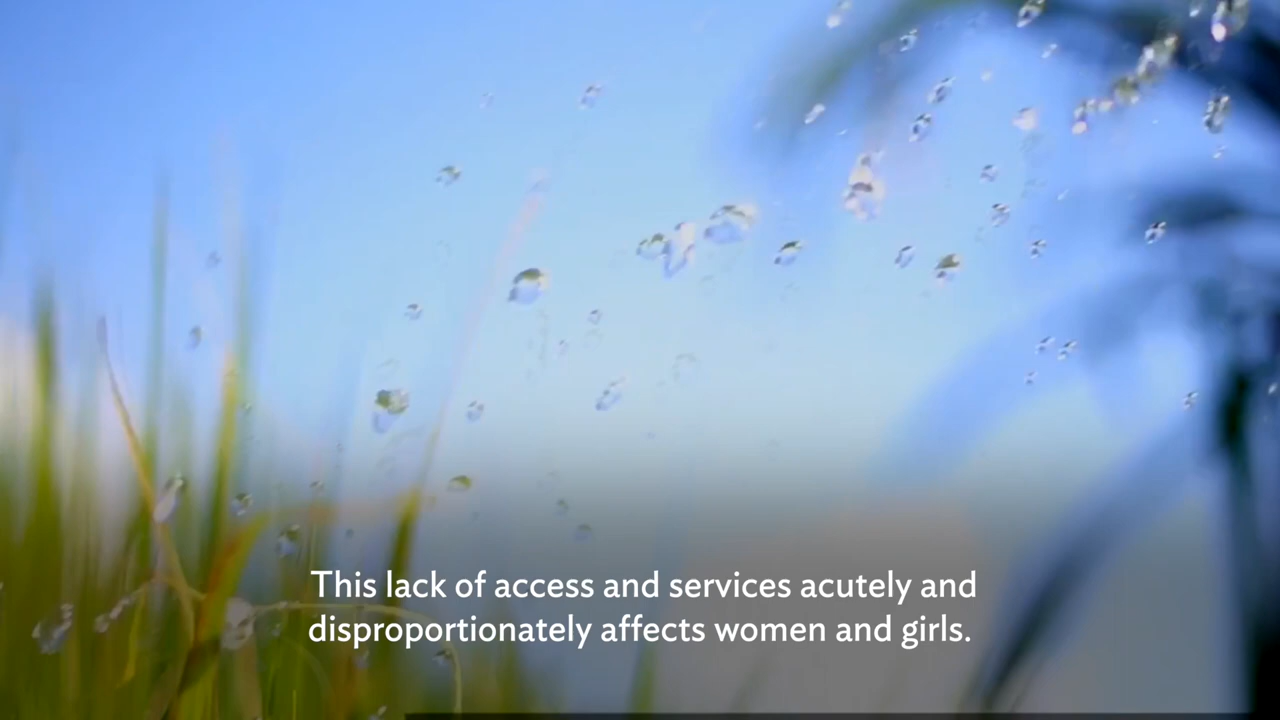 This lack of access and services acutely and
disproportionately affects women and girls.